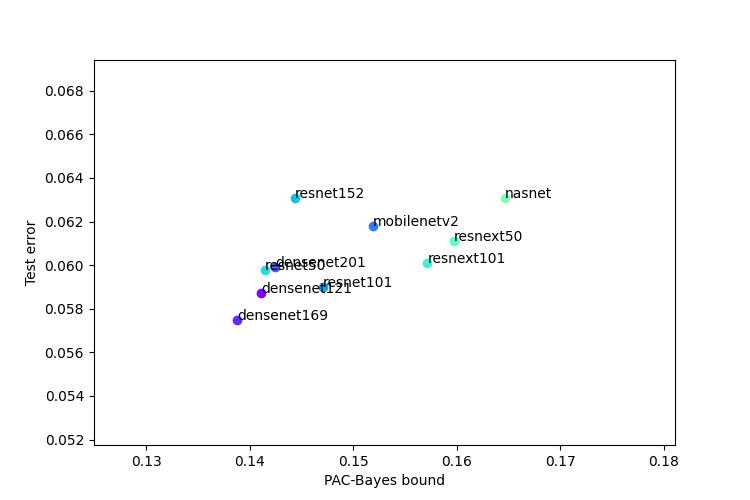 0.068
0.066
0.064
0.062
0.060
0.058
0.056
0.054
0.052
Test error
resnet152
nasnet
mobilenetv2
resnext50
resnext101
densenet201
resnet50
resnet101
densenet121
densenet169
0.13 0.14 0.15 0.16 0.17 0.18
PAC-Bayes bound